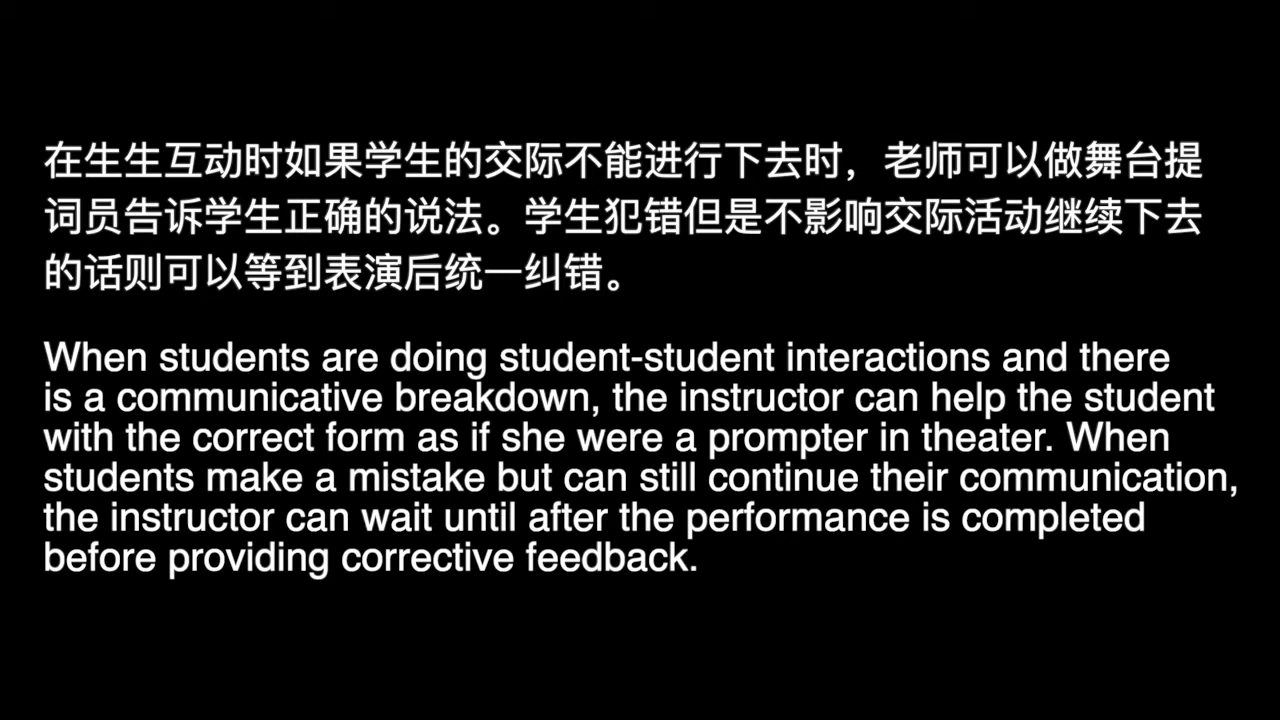 在生生互动时如果学生的交际不能进行下去时，老师可以做舞台提
词员告诉学生正确的说法。学生犯错但是不影响交际活动继续下去
的话则可以等到表演后统一纠错。
When students are doing student-student interactions and there
is a communicative breakdown, the instructor can help the student
with the correct form as if she were a prompter in theater. When
students make a mistake but can still continue their communication,
the instructor can wait until after the performance is completed
before providing corrective feedback.